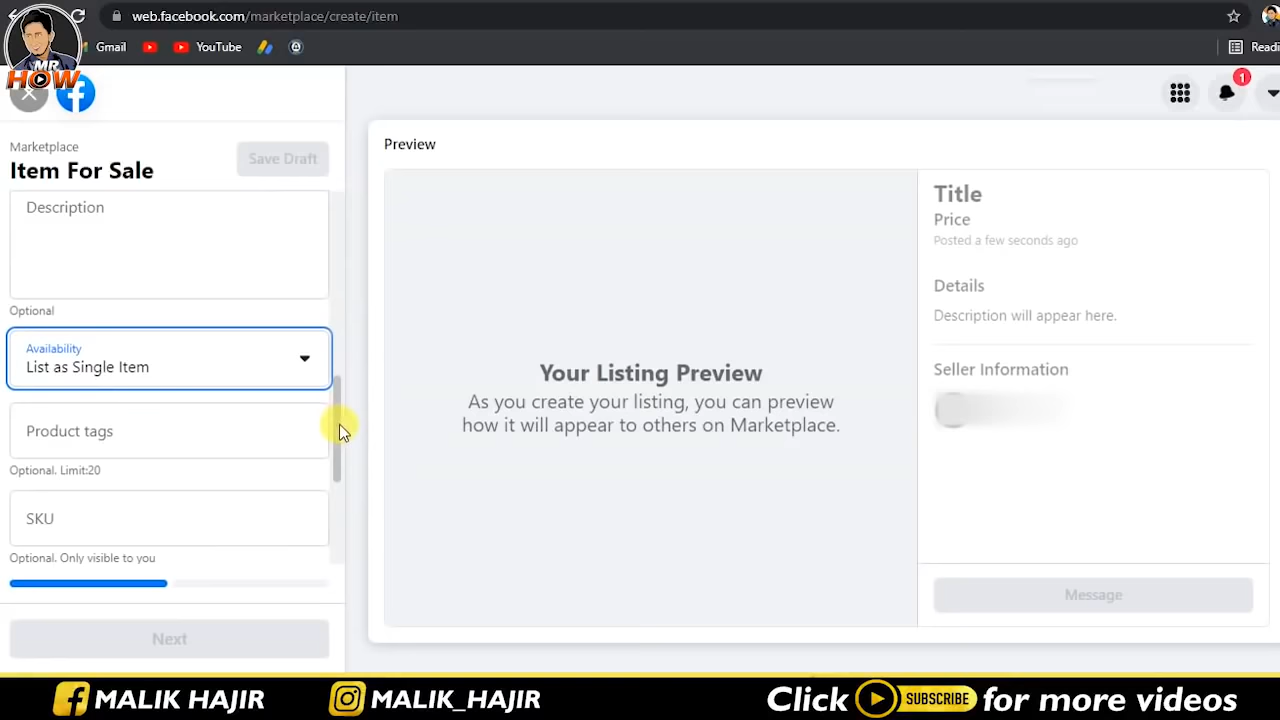 web.facebook.com/marketplace/create/item
Gmail
YouTube
Readi
MR
HOW
1
Marketplace
Item For Sale
Save Draft
Description
Optional
Availability
List as Single Item
Product tags
Optional. Limit:20
SKU
Optional. Only visible to you
Next
Preview
Your Listing Preview
As you create your listing, you can preview
how it will appear to others on Marketplace.
Title
Price
Posted a few seconds ago
Details
Description will appear here.
Seller Information
Message
MALIK HAJIR
MALIK_HAJIR
Click SUBSCRIBE for more videos